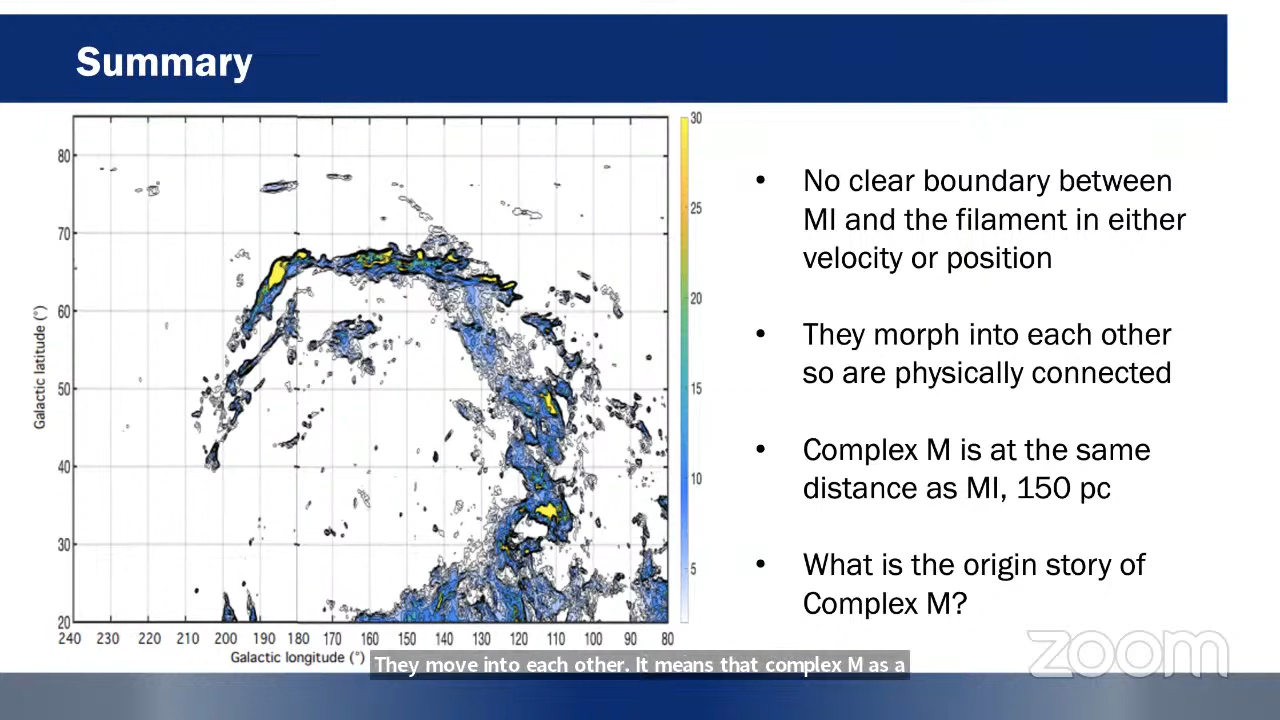 Summary
80
70
60
50
40
30
20
Galactic latitude (°)
240 230 220 210 200 190 180 170 160 150 140 130 120 110 100 90 80
Galactic longitude (°)
30
25
20
15
10
5
• No clear boundary between
MI and the filament in either
velocity or position
• They morph into each other
so are physically connected
• Complex M is at the same
distance as MI, 150 pc
• What is the origin story of
Complex M?
zoom
They move into each other. It means that complex M as a